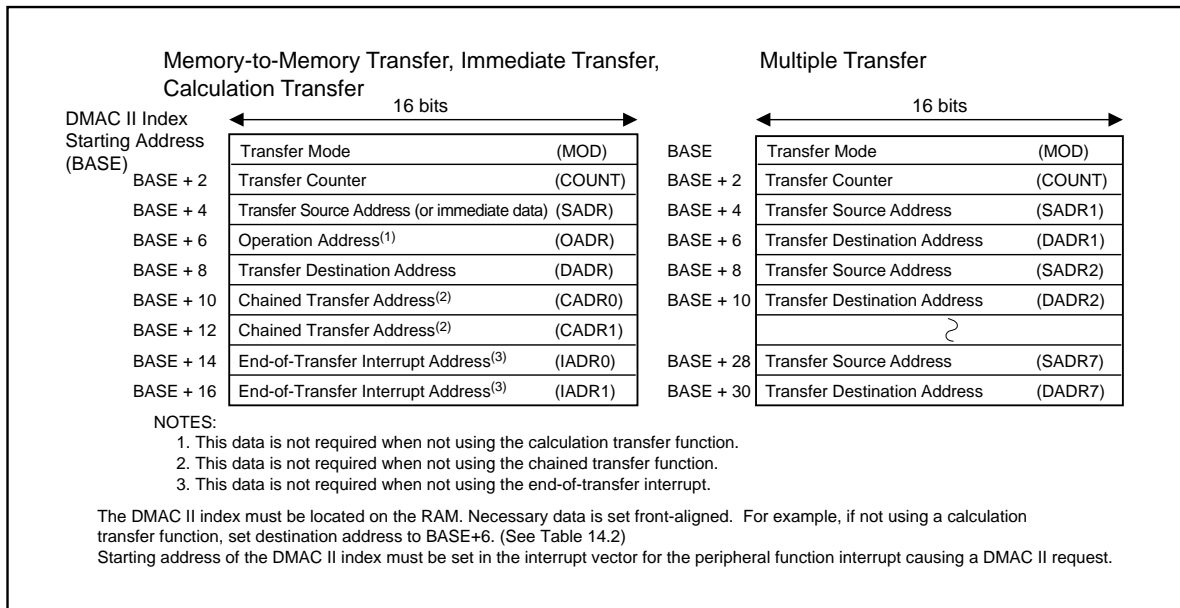 Memory-to-Memory Transfer, Immediate Transfer,
Calculation Transfer
Multiple Transfer
16 bits
16 bits
DMAC II Index
Starting Address
(BASE)
Transfer Mode (MOD)
BASE + 2 Transfer Counter (COUNT)
BASE + 4 Transfer Source Address (or immediate data) (SADR)
BASE + 6 Operation Address(1) (OADR)
BASE + 8 Transfer Destination Address (DADR)
BASE + 10 Chained Transfer Address(2) (CADR0)
BASE + 12 Chained Transfer Address(2) (CADR1)
BASE + 14 End-of-Transfer Interrupt Address(3) (IADR0)
BASE + 16 End-of-Transfer Interrupt Address(3) (IADR1)
BASE Transfer Mode (MOD)
BASE + 2 Transfer Counter (COUNT)
BASE + 4 Transfer Source Address (SADR1)
BASE + 6 Transfer Destination Address (DADR1)
BASE + 8 Transfer Source Address (SADR2)
BASE + 10 Transfer Destination Address (DADR2)
BASE + 28 Transfer Source Address (SADR7)
BASE + 30 Transfer Destination Address (DADR7)
NOTES:
1. This data is not required when not using the calculation transfer function.
2. This data is not required when not using the chained transfer function.
3. This data is not required when not using the end-of-transfer interrupt.
The DMAC II index must be located on the RAM. Necessary data is set front-aligned. For example, if not using a calculation
transfer function, set destination address to BASE+6. (See Table 14.2)
Starting address of the DMAC II index must be set in the interrupt vector for the peripheral function interrupt causing a DMAC II request.